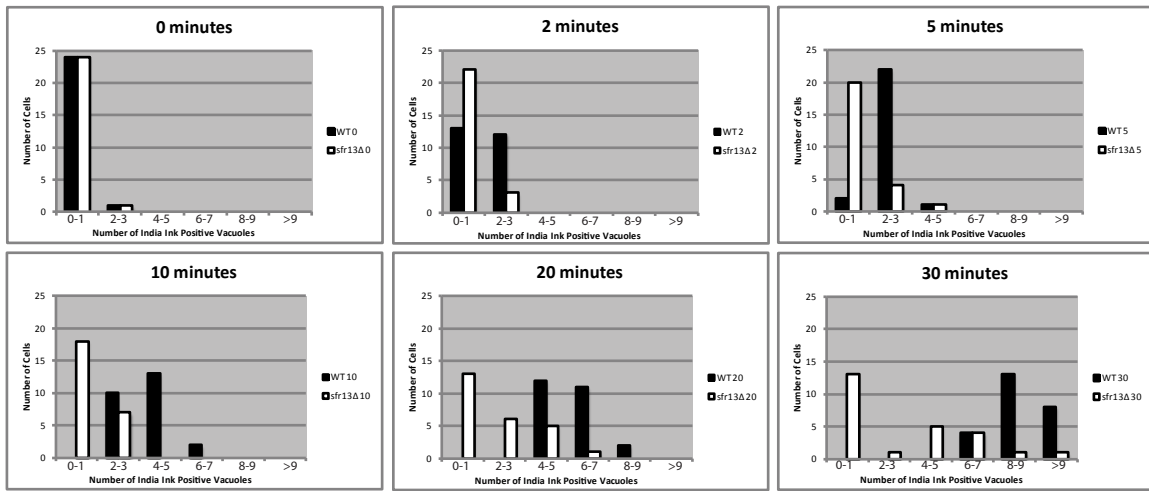 0 minutes
25
20
15
10
5
0
Number of Cells
0-1 2-3 4-5 6-7 8-9 >9
Number of India Ink Positive Vacuoles
WT0
sfr13Δ0
2 minutes
25
20
15
10
5
0
Number of Cells
0-1 2-3 4-5 6-7 8-9 >9
Number of India Ink Positive Vacuoles
WT2
sfr13Δ2
5 minutes
25
20
15
10
5
0
Number of Cells
0-1 2-3 4-5 6-7 8-9 >9
Number of India Ink Positive Vacuoles
WT5
sfr13Δ5
10 minutes
25
20
15
10
5
0
Number of Cells
0-1 2-3 4-5 6-7 8-9 >9
Number of India Ink Positive Vacuoles
WT10
sfr13Δ10
20 minutes
25
20
15
10
5
0
Number of Cells
0-1 2-3 4-5 6-7 8-9 >9
Number of India Ink Positive Vacuoles
WT20
sfr13Δ20
30 minutes
25
20
15
10
5
0
Number of Cells
0-1 2-3 4-5 6-7 8-9 >9
Number of India Ink Positive Vacuoles
WT30
sfr13Δ30